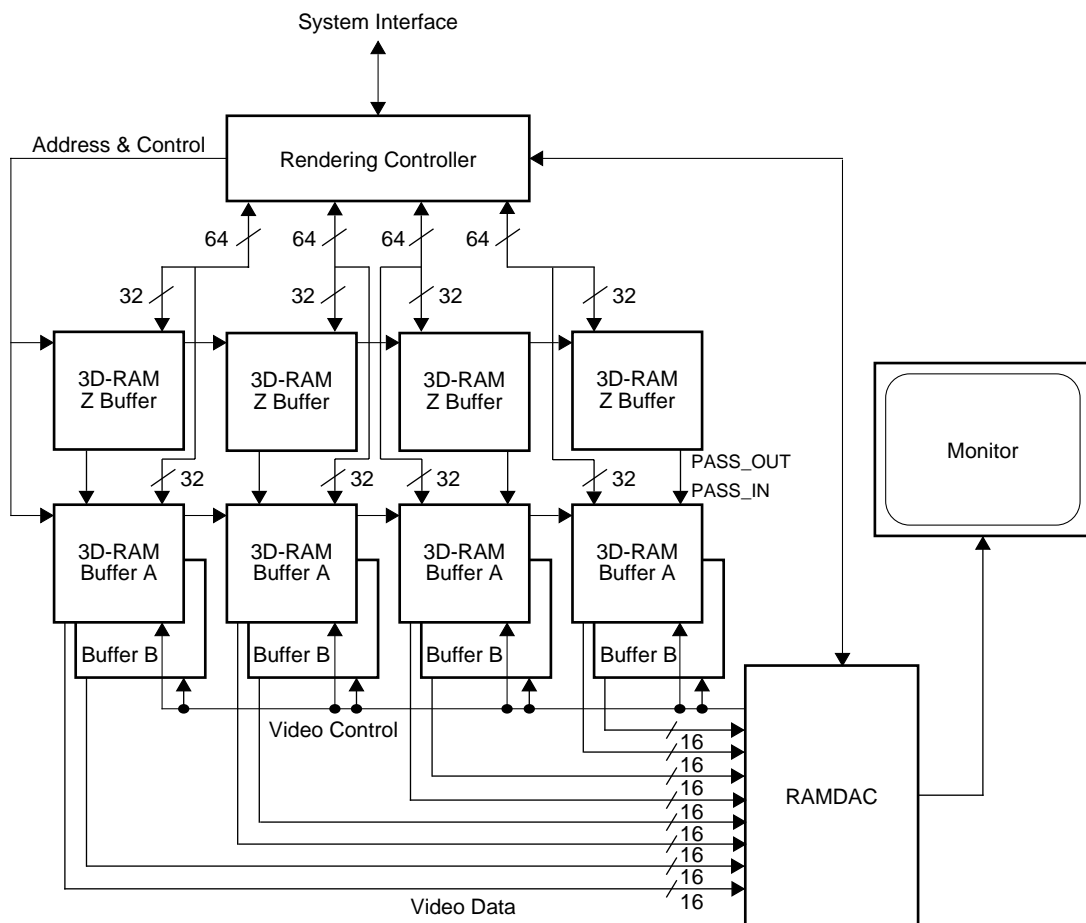 System Interface
Address & Control
Rendering Controller
64
64
64
64
32
32
32
32
3D-RAM
Z Buffer
3D-RAM
Z Buffer
3D-RAM
Z Buffer
3D-RAM
Z Buffer
Monitor
PASS_OUT
32
32
32
32
PASS_IN
3D-RAM
Buffer A
3D-RAM
Buffer A
3D-RAM
Buffer A
3D-RAM
Buffer A
Buffer B
Buffer B
Buffer B
Buffer B
Video Control
16
16
16
16
16
16
16
16
RAMDAC
Video Data